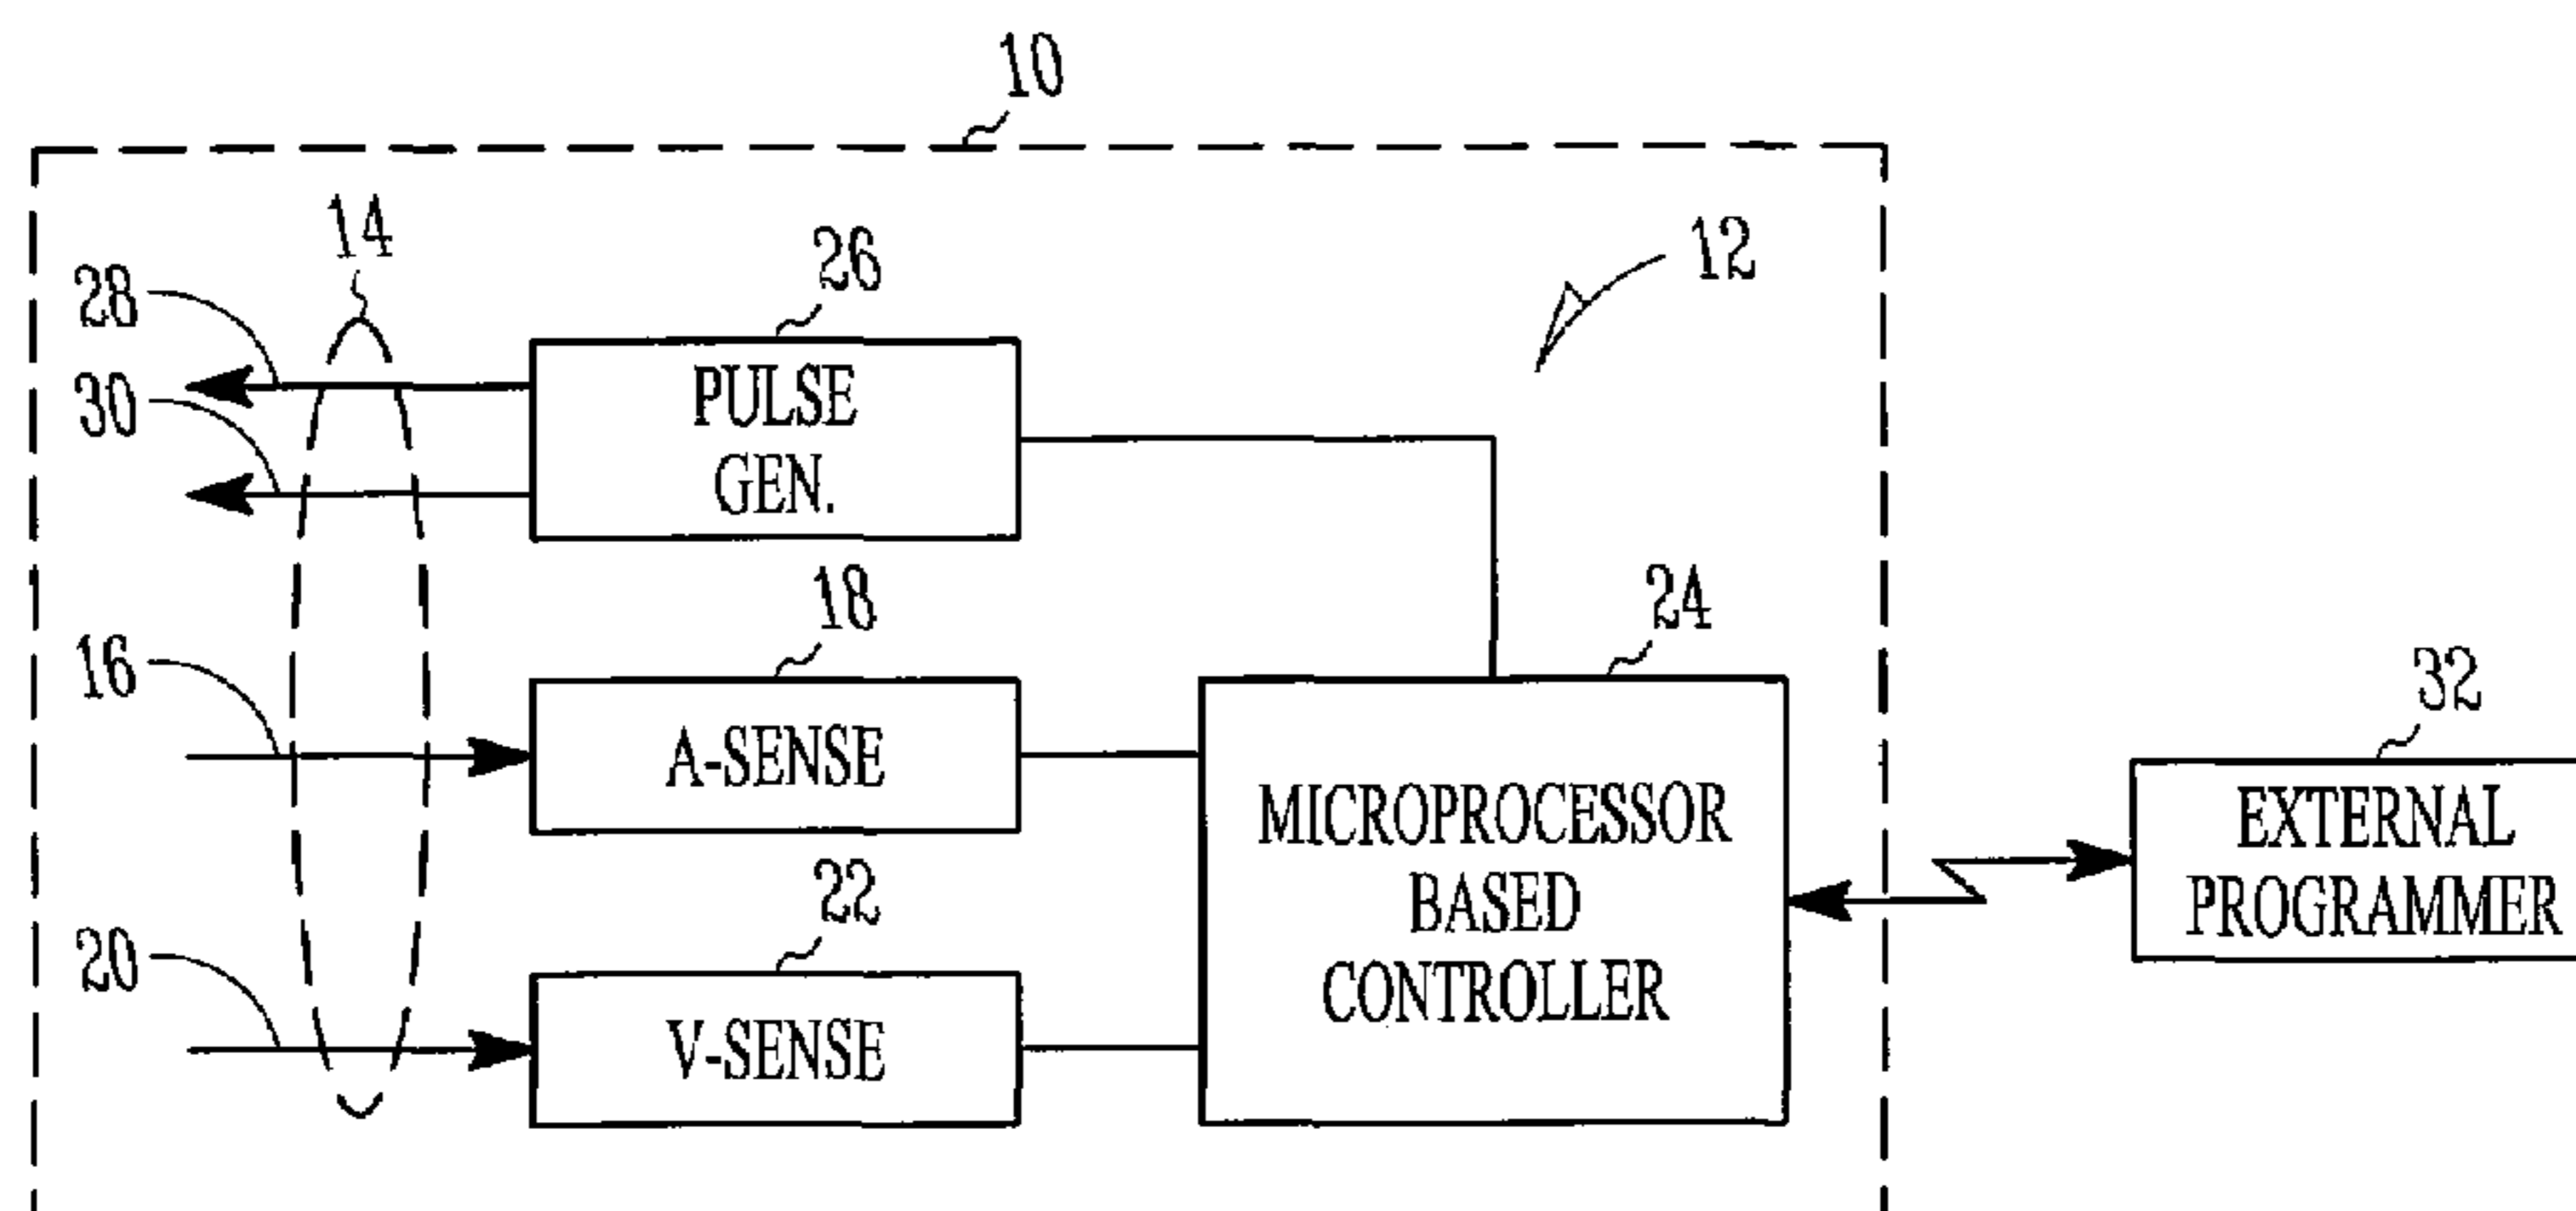 10
14
28
26
12
PULSE
GEN.
30
18
24
16
A-SENSE
32
MICROPROCESSOR
BASED
CONTROLLER
EXTERNAL
PROGRAMMER
22
20
V-SENSE